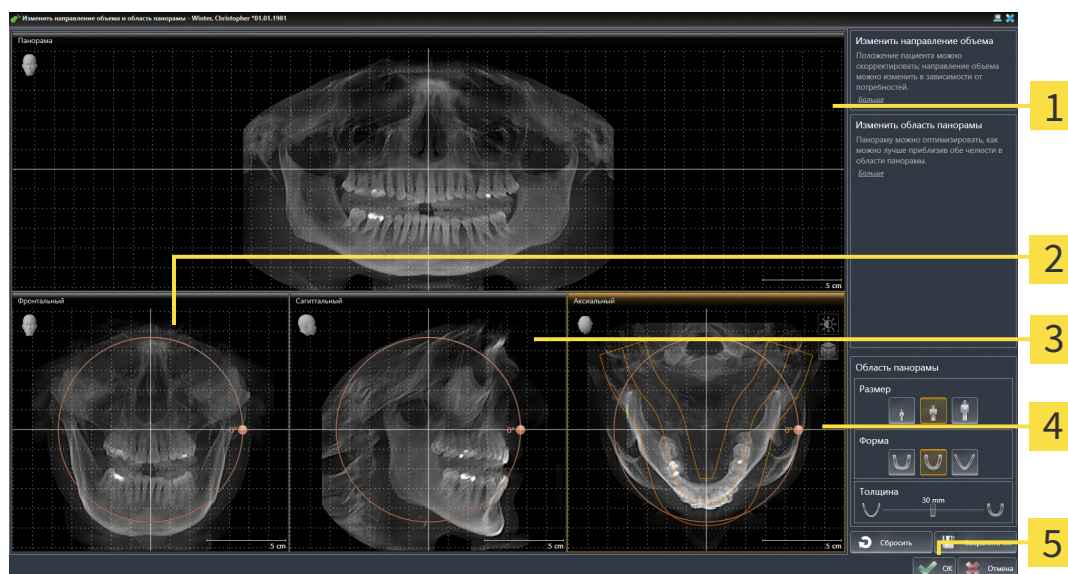 Изменить направление объема и область панорамы - Winter, Christopher *01.01.1981
Панорама
5 cm
Фронтальный
0°
5 cm
Сагиттальный
0°
5 cm
Аксиальный
0°
5 cm
Изменить направление объема
Положение пациента можно
скорректировать; направление объема
можно изменить в зависимости от
потребностей.
Больше
Изменить область панорамы
Панораму можно оптимизировать, как
можно лучше приблизив обе челюсти в
области панорамы.
Больше
Область панорамы
Размер
Форма
Толщина
30 mm
Сбросить
OK
Отмена
1
2
3
4
5